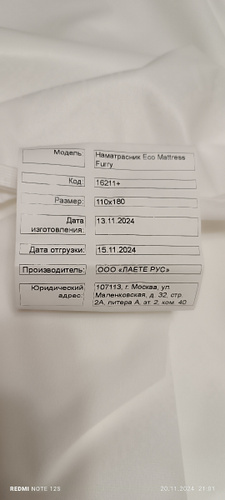 Модель: Наматрасник Eco Mattress
Furry
Код: 16211+
Размер: 110x180
Дата
изготовления: 13.11.2024
Дата отгрузки: 15.11.2024
Производитель: ООО «ЛАЕТЕ РУС»
Юридический
адрес: 107113, г. Москва, ул.
Маленковская, д. 32, стр.
2А, литера А, эт. 2, ком. 40
REDMI NOTE 12S
20.11.2024 21:01